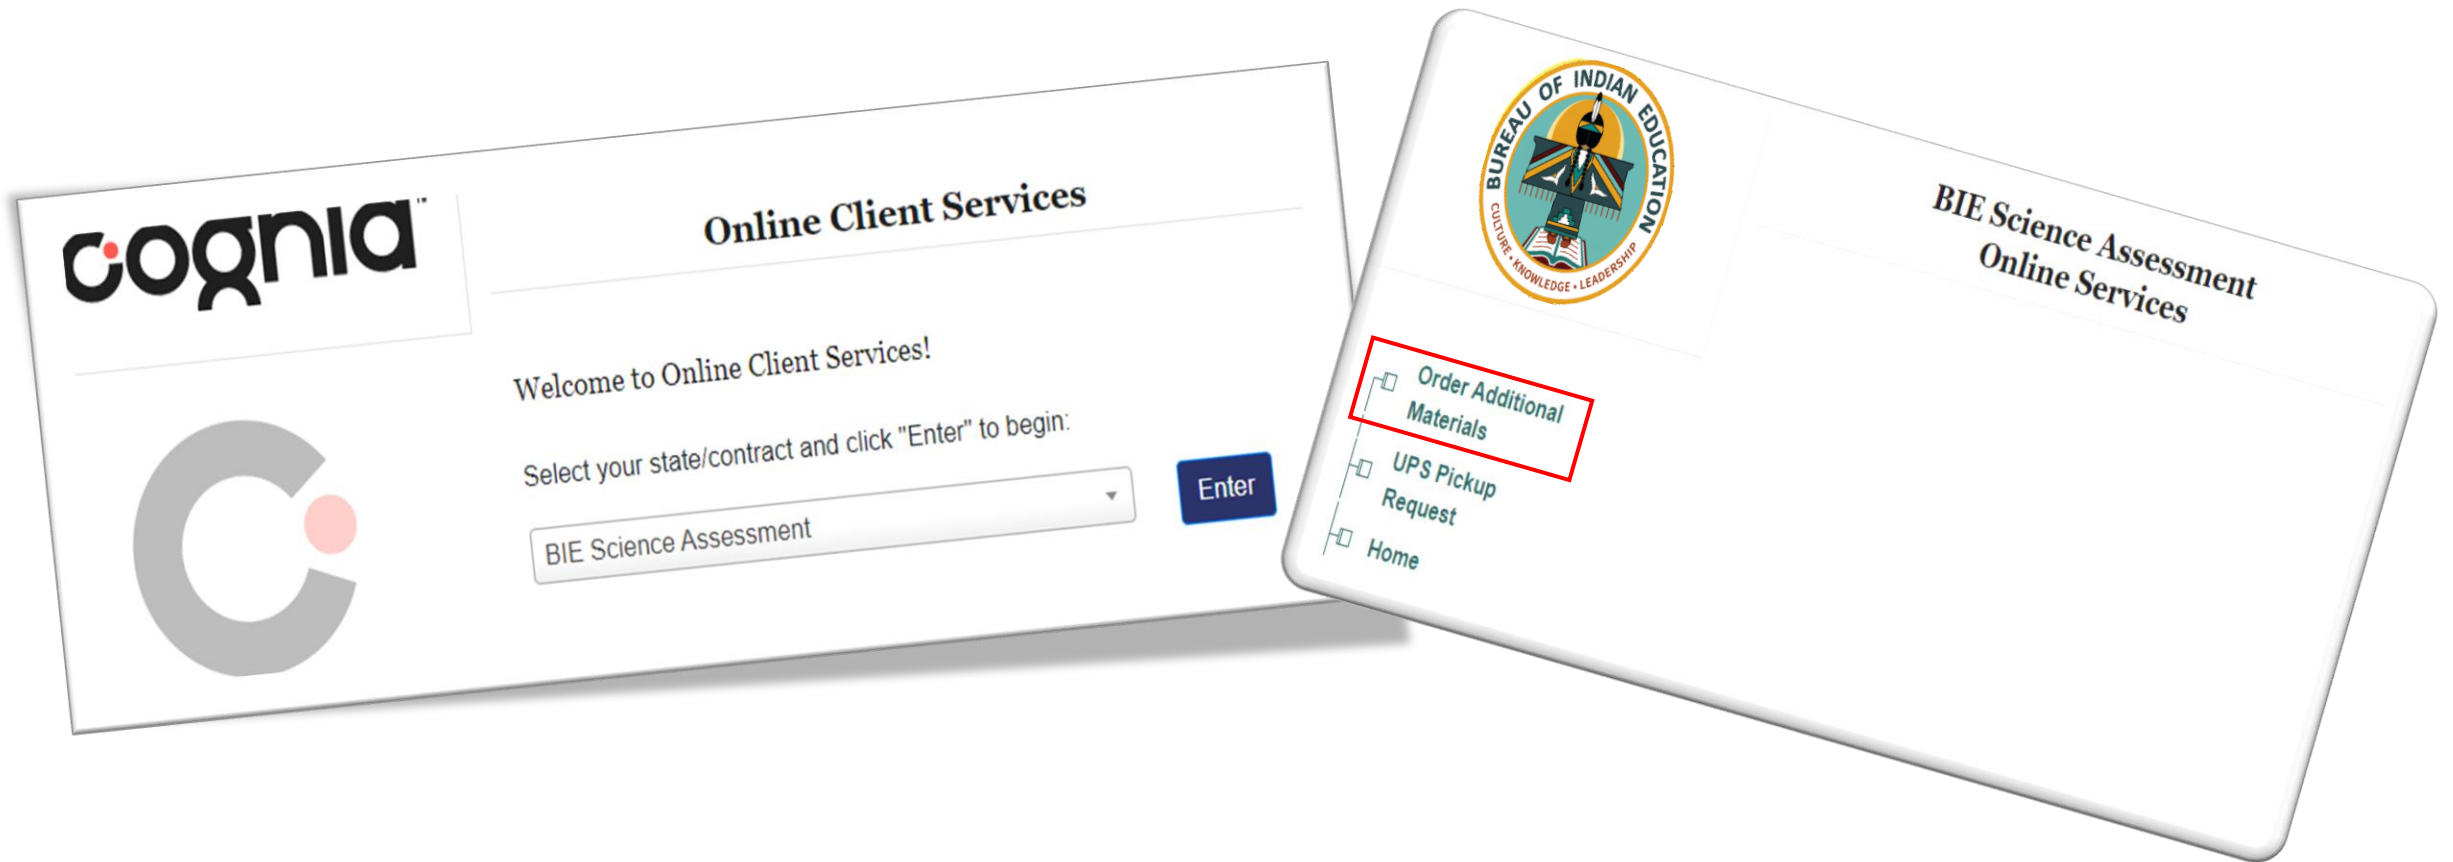 cognia™
Online Client Services
Welcome to Online Client Services!
Select your state/contract and click "Enter" to begin:
BIE Science Assessment
Enter
BUREAU OF INDIAN EDUCATION
CULTURE • KNOWLEDGE • LEADERSHIP
BIE Science Assessment
Online Services
Order Additional
Materials
UPS Pickup
Request
Home